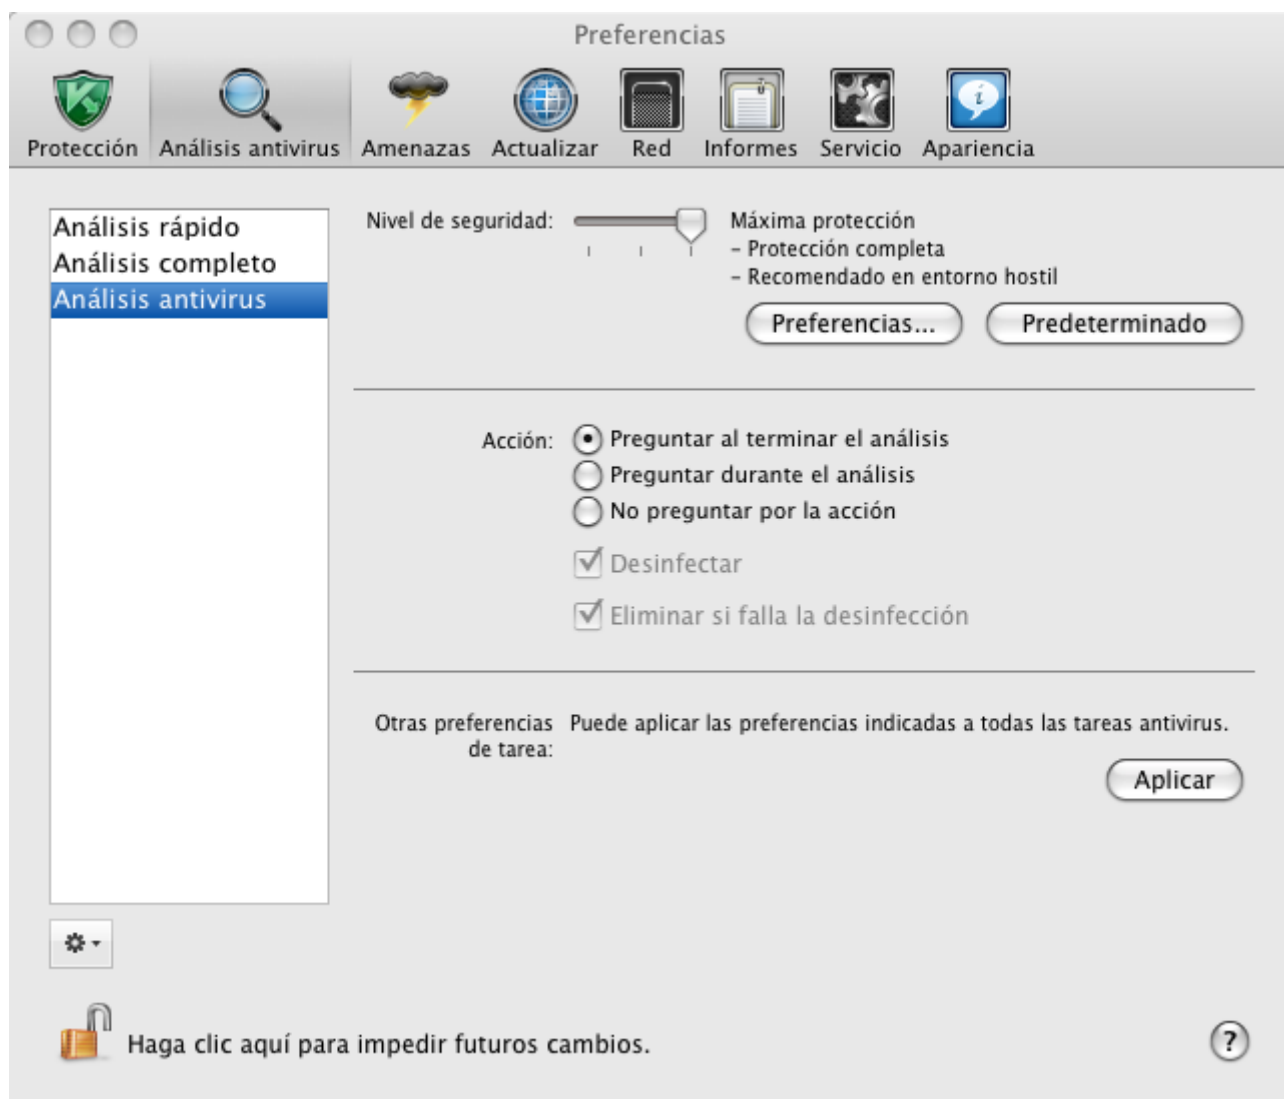 Preferencias
Protección Análisis antivirus Amenazas Actualizar Red Informes Servicio Apariencia
Análisis rápido
Análisis completo
Análisis antivirus
Nivel de seguridad:
Máxima protección
– Protección completa
– Recomendado en entorno hostil
Preferencias... Predeterminado
Acción:
Preguntar al terminar el análisis
Preguntar durante el análisis
No preguntar por la acción
Desinfectar
Eliminar si falla la desinfección
Otras preferencias
de tarea:
Puede aplicar las preferencias indicadas a todas las tareas antivirus.
Aplicar
Haga clic aquí para impedir futuros cambios.
?